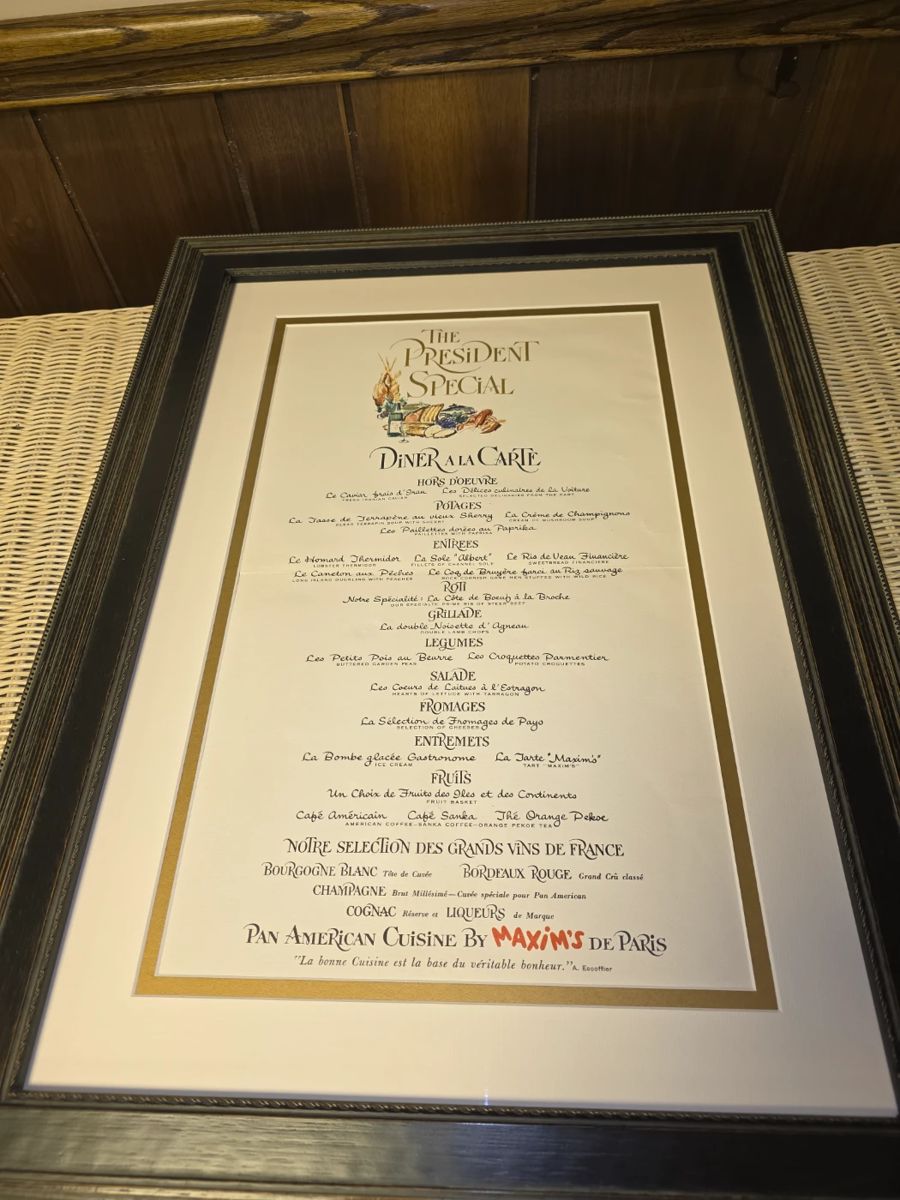 THE
PRESIDENT
SPECIAL
DÎNER A LA CARTE
HORS D'OEUVRE
Le Caviar frais d'Iran Les Délices culinaires de la Voiture
FRESH IRANIAN CAVIAR SELECTED DELICACIES FROM THE CART
POTAGES
La Tasse de Terrapène au vieux Sherry La Crème de Champignons
CLEAR TERRAPIN SOUP WITH SHERRY CREAM OF MUSHROOM SOUP
Les Paillettes dorées au Paprika
PAILLETTES WITH PAPRIKA
ENTREES
Le Homard Thermidor La Sole "Albert" Le Ris de Veau Financière
LOBSTER THERMIDOR FILLETS OF CHANNEL SOLE SWEETBREAD FINANCIERE
Le Caneton aux Pêches Le Coq de Bruyère farci au Riz sauvage
LONG ISLAND DUCKLING WITH PEACHES ROCK CORNISH GAME HEN STUFFED WITH WILD RICE
ROTI
Notre Spécialité: La Côte de Boeuf à la Broche
OUR SPECIALTY PRIME RIB OF STEER BEEF
GRILLADE
La double Noisette d'Agneau
DOUBLE LAMB CHOPS
LEGUMES
Les Petits Pois au Beurre Les Croquettes Parmentier
BUTTERED GARDEN PEAS POTATO CROQUETTES
SALADE
Les Coeurs de Laitues à l'Estragon
HEARTS OF LETTUCE WITH TARRAGON
FROMAGES
La Sélection de Fromages de Pays
SELECTION OF CHEESES
ENTREMETS
La Bombe glacée Gastronome La Tarte "Maxim's"
ICE CREAM TART "MAXIM'S"
FRUITS
Un Choix de Fruits des Iles et des Continents
FRUIT BASKET
Café Américain Café Sanka Thé Orange Pekoe
AMERICAN COFFEE—SANKA COFFEE—ORANGE PEKOE TEA
NOTRE SELECTION DES GRANDS VINS DE FRANCE
BOURGOGNE BLANC Tête de Cuvée BORDEAUX ROUGE Grand Crû classé
CHAMPAGNE Brut Millésimé—Cuvée spéciale pour Pan American
COGNAC Réserve et LIQUEURS de Marque
PAN AMERICAN CUISINE BY MAXIM'S DE PARIS
"La bonne Cuisine est la base du véritable bonheur." A. Escoffier